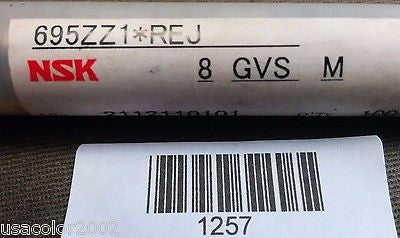 695ZZ1*REJ
NSK 8 GVS M
1257
usacolor2002